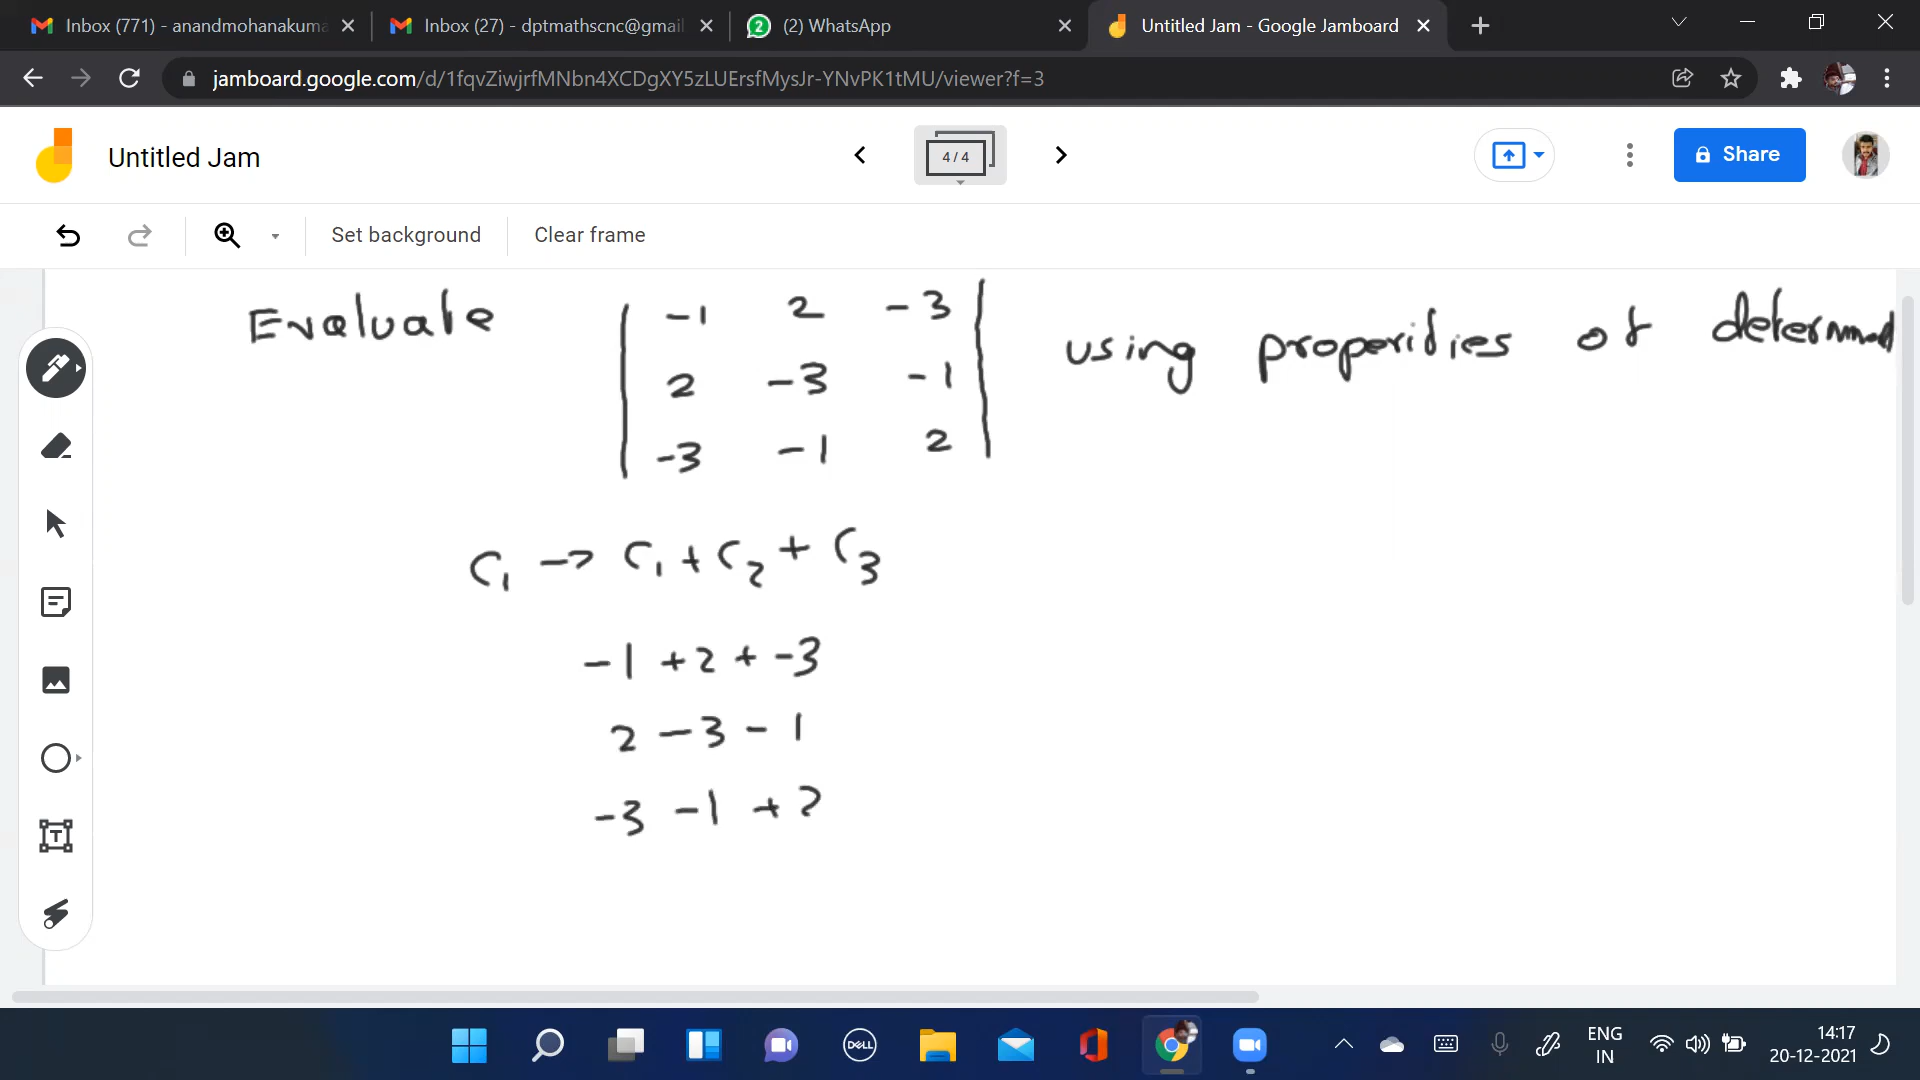 Inbox (771) - anandmohanakuma
Inbox (27) - dptmathscnc@gmail
(2) WhatsApp
Untitled Jam - Google Jamboard
jamboard.google.com/d/1fqvZiwjrfMNbn4XCDgXY5zLUErsfMysJr-YNvPK1tMU/viewer?f=3
Untitled Jam
4 / 4
Share
Set background
Clear frame
Evaluate | -1 2 -3 | using properities of
| 2 -3 -1 |
| -3 -1 2 |
C₁ → C₁ + C₂ + C₃
-1 + 2 + -3
2 - 3 - 1
-3 -1 + 2
DELL
ENG
IN
14:17
20-12-2021